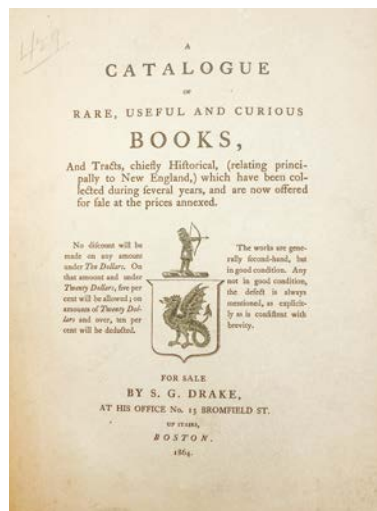 459
A
CATALOGUE
OF
RARE, USEFUL AND CURIOUS
BOOKS,
And Tracts, chiefly Historical, (relating princi-
pally to New England,) which have been col-
lected during several years, and are now offered
for sale at the prices annexed.
No discount will be
made on any amount
under Ten Dollars. On
that amount and under
Twenty Dollars, five per
cent will be allowed; on
amounts of Twenty Dol-
lars and over, ten per
cent will be deducted.
The works are gene-
rally second-hand, but
in good condition. Any
not in good condition,
the defect is always
mentioned, as explicit-
ly as is consistent with
brevity.
FOR SALE
BY S. G. DRAKE,
AT HIS OFFICE No. 13 BROMFIELD ST.
UP STAIRS,
BOSTON.
1864.